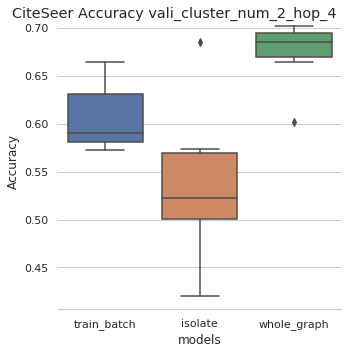 CiteSeer Accuracy vali_cluster_num_2_hop_4
0.70
0.65
0.60
0.55
0.50
0.45
Accuracy
train_batch isolate whole_graph
models